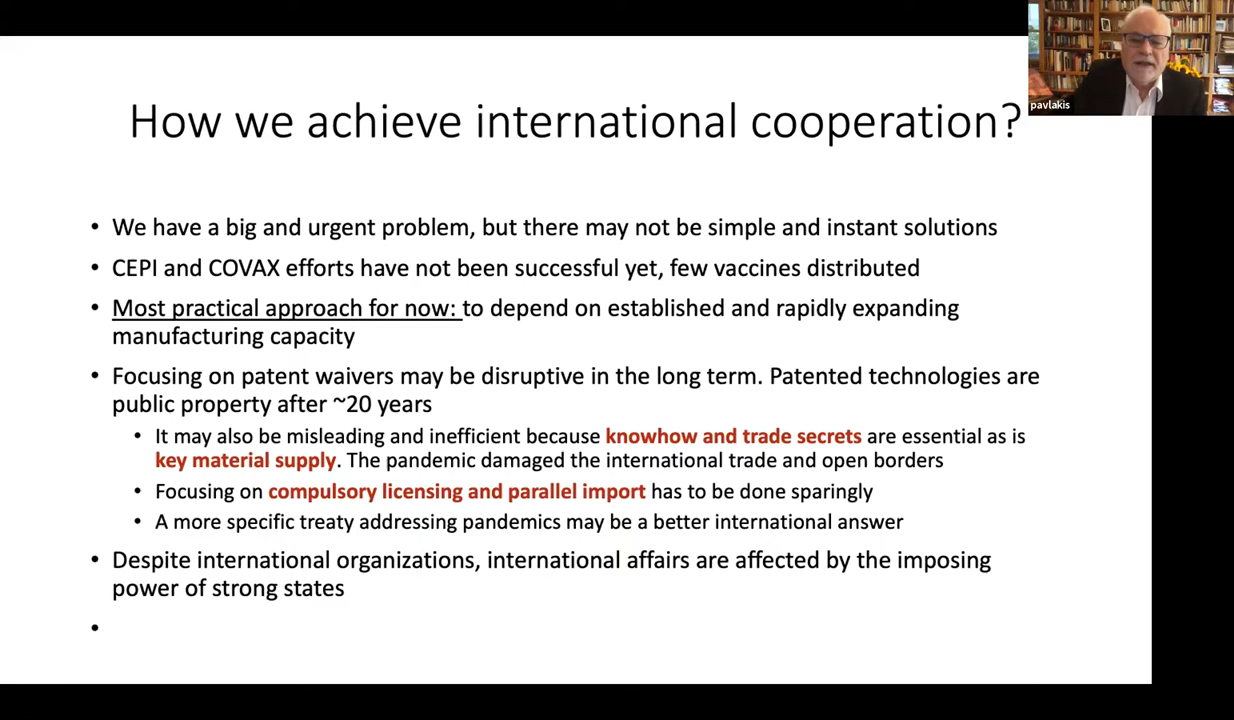 pavlakis
How we achieve international cooperation?
• We have a big and urgent problem, but there may not be simple and instant solutions
• CEPI and COVAX efforts have not been successful yet, few vaccines distributed
• Most practical approach for now: to depend on established and rapidly expanding
manufacturing capacity
• Focusing on patent waivers may be disruptive in the long term. Patented technologies are
public property after ~20 years
• It may also be misleading and inefficient because knowhow and trade secrets are essential as is
key material supply. The pandemic damaged the international trade and open borders
• Focusing on compulsory licensing and parallel import has to be done sparingly
• A more specific treaty addressing pandemics may be a better international answer
• Despite international organizations, international affairs are affected by the imposing
power of strong states
•